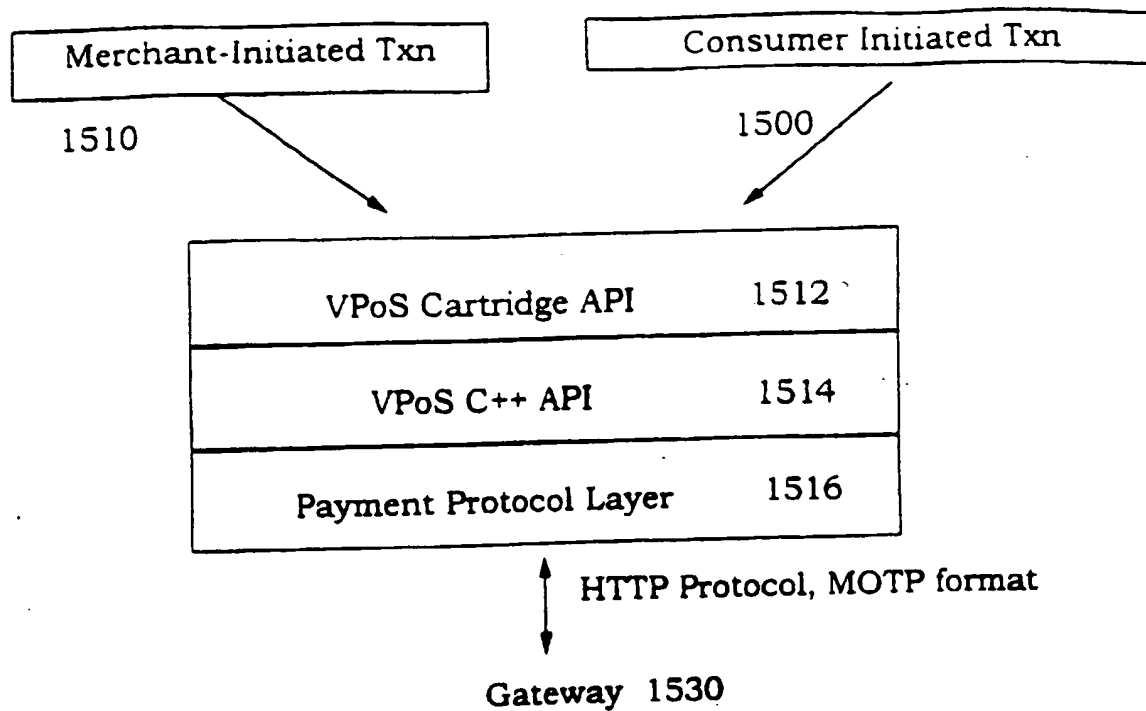 Merchant-Initiated Txn
Consumer Initiated Txn
1510
1500
VPoS Cartridge API 1512
VPoS C++ API 1514
Payment Protocol Layer 1516
HTTP Protocol, MOTP format
Gateway 1530